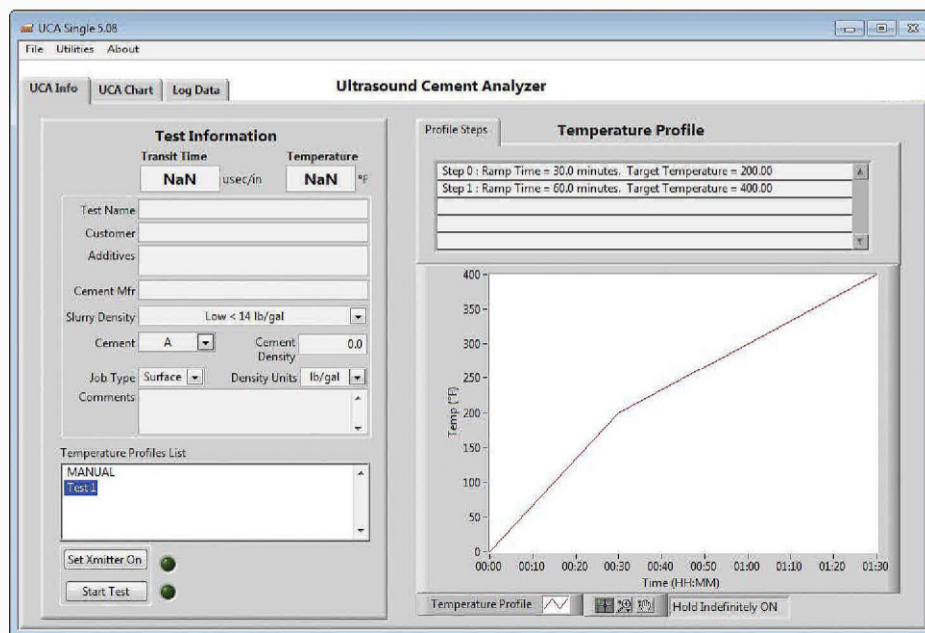 UCA Single 5.08
File Utilities About
UCA Info UCA Chart Log Data
Ultrasound Cement Analyzer
Test Information
Transit Time Temperature
NaN usec/in NaN °F
Test Name
Customer
Additives
Cement Mfr
Slurry Density Low < 14 lb/gal
Cement A Cement Density 0.0
Job Type Surface Density Units lb/gal
Comments
Temperature Profiles List
MANUAL
Test 1
Set Xmitter On
Start Test
Profile Steps Temperature Profile
Step 0 : Ramp Time = 30.0 minutes. Target Temperature = 200.00
Step 1 : Ramp Time = 60.0 minutes. Target Temperature = 400.00
Temp (°F)
400
350
300
250
200
150
100
50
0
00:00 00:10 00:20 00:30 00:40 00:50 01:00 01:10 01:20 01:30
Time (HH:MM)
Temperature Profile Hold Indefinitely ON